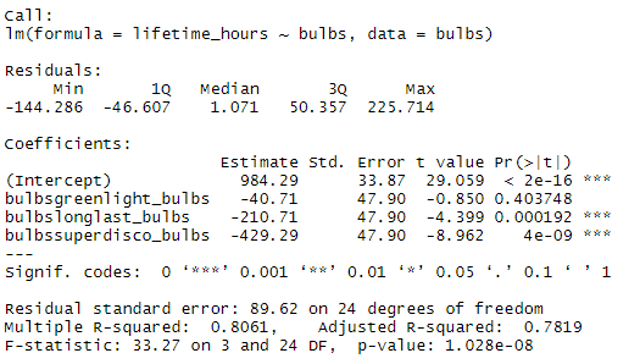 Call:
lm(formula = lifetime_hours ~ bulbs, data = bulbs)
Residuals:
Min 1Q Median 3Q Max
-144.286 -46.607 1.071 50.357 225.714
Coefficients:
Estimate Std. Error t value Pr(>|t|)
(Intercept) 984.29 33.87 29.059 < 2e-16 ***
bulbsgreenlight_bulbs -40.71 47.90 -0.850 0.403748
bulbslonglast_bulbs -210.71 47.90 -4.399 0.000192 ***
bulbssuperdisco_bulbs -429.29 47.90 -8.962 4e-09 ***
---
Signif. codes: 0 ‘***’ 0.001 ‘**’ 0.01 ‘*’ 0.05 ‘.’ 0.1 ‘ ’ 1
Residual standard error: 89.62 on 24 degrees of freedom
Multiple R-squared: 0.8061, Adjusted R-squared: 0.7819
F-statistic: 33.27 on 3 and 24 DF, p-value: 1.028e-08